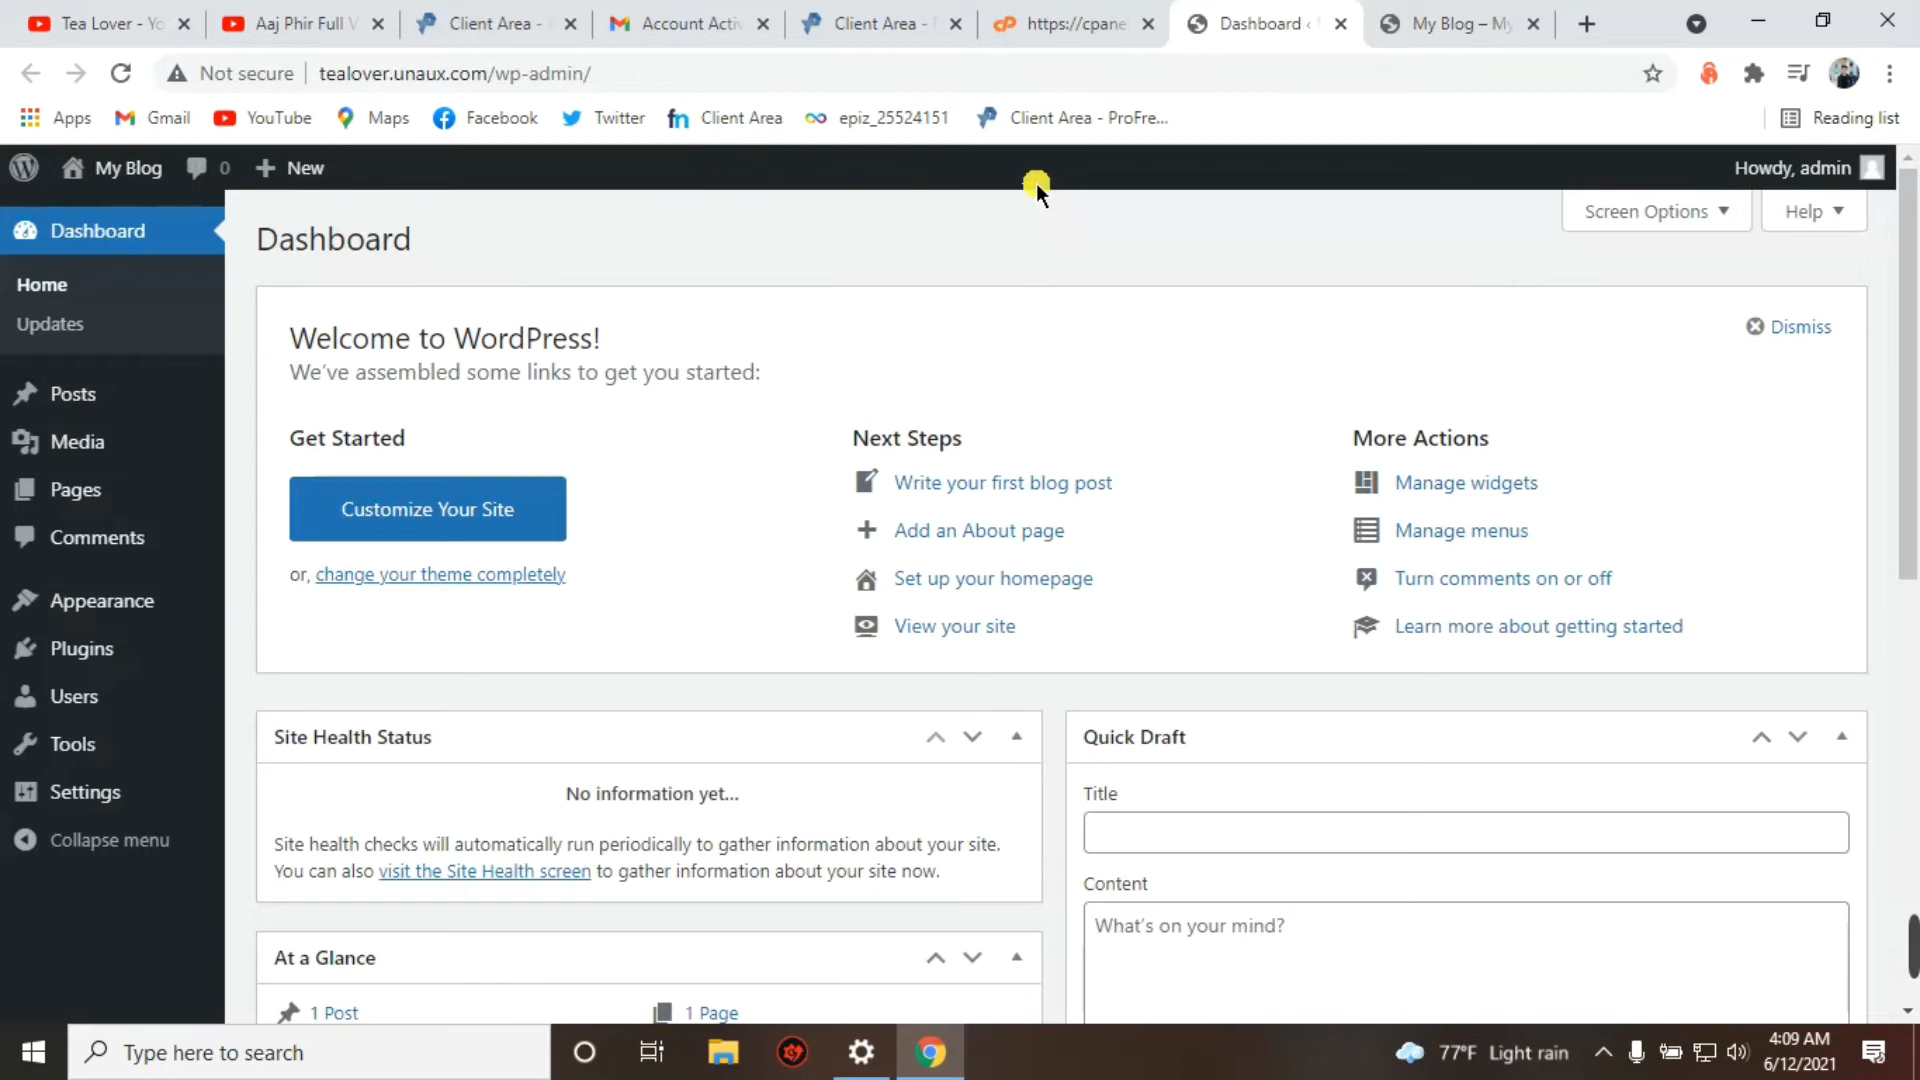 Tea Lover - Yo
Aaj Phir Full V
Client Area -
Account Activ
Client Area -
https://cpane
Dashboard ‹
My Blog – My
Not secure
tealover.unaux.com/wp-admin/
Apps
Gmail
YouTube
Maps
Facebook
Twitter
Client Area
epiz_25524151
Client Area - ProFre...
Reading list
My Blog
0
New
Howdy, admin
Dashboard
Home
Updates
Posts
Media
Pages
Comments
Appearance
Plugins
Users
Tools
Settings
Collapse menu
Screen Options
Help
Dashboard
Welcome to WordPress!
We've assembled some links to get you started:
Dismiss
Get Started
Customize Your Site
or, change your theme completely
Next Steps
Write your first blog post
Add an About page
Set up your homepage
View your site
More Actions
Manage widgets
Manage menus
Turn comments on or off
Learn more about getting started
Site Health Status
No information yet...
Site health checks will automatically run periodically to gather information about your site.
You can also visit the Site Health screen to gather information about your site now.
At a Glance
1 Post
1 Page
Quick Draft
Title
Content
What's on your mind?
Type here to search
77°F Light rain
4:09 AM
6/12/2021